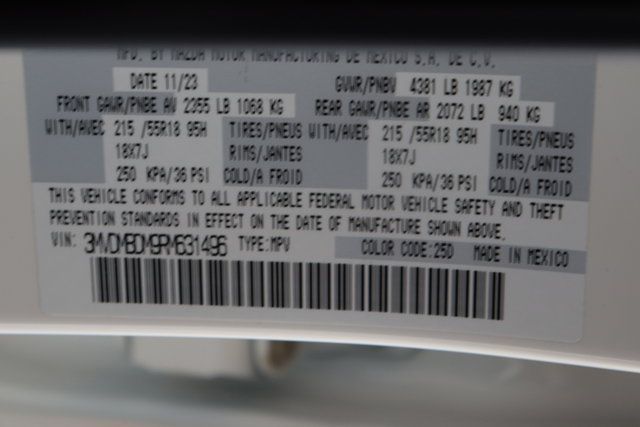 MFD. BY MAZDA MOTOR MANUFACTURING DE MEXICO S.A. DE C.V.
DATE 11/23 GVWR/PNBV 4381 LB 1987 KG
FRONT GAWR/PNBE AV 2355 LB 1068 KG REAR GAWR/PNBE AR 2072 LB 940 KG
WITH/AVEC 215 /55R18 95H TIRES/PNEUS WITH/AVEC 215 /55R18 95H TIRES/PNEUS
18X7J RIMS/JANTES 18X7J RIMS/JANTES
250 KPA/36 PSI COLD/A FROID 250 KPA/36 PSI COLD/A FROID
THIS VEHICLE CONFORMS TO ALL APPLICABLE FEDERAL MOTOR VEHICLE SAFETY AND THEFT
PREVENTION STANDARDS IN EFFECT ON THE DATE OF MANUFACTURE SHOWN ABOVE.
VIN: 3MVDMBDM9RM631496 TYPE:MPV COLOR CODE:25D MADE IN MEXICO